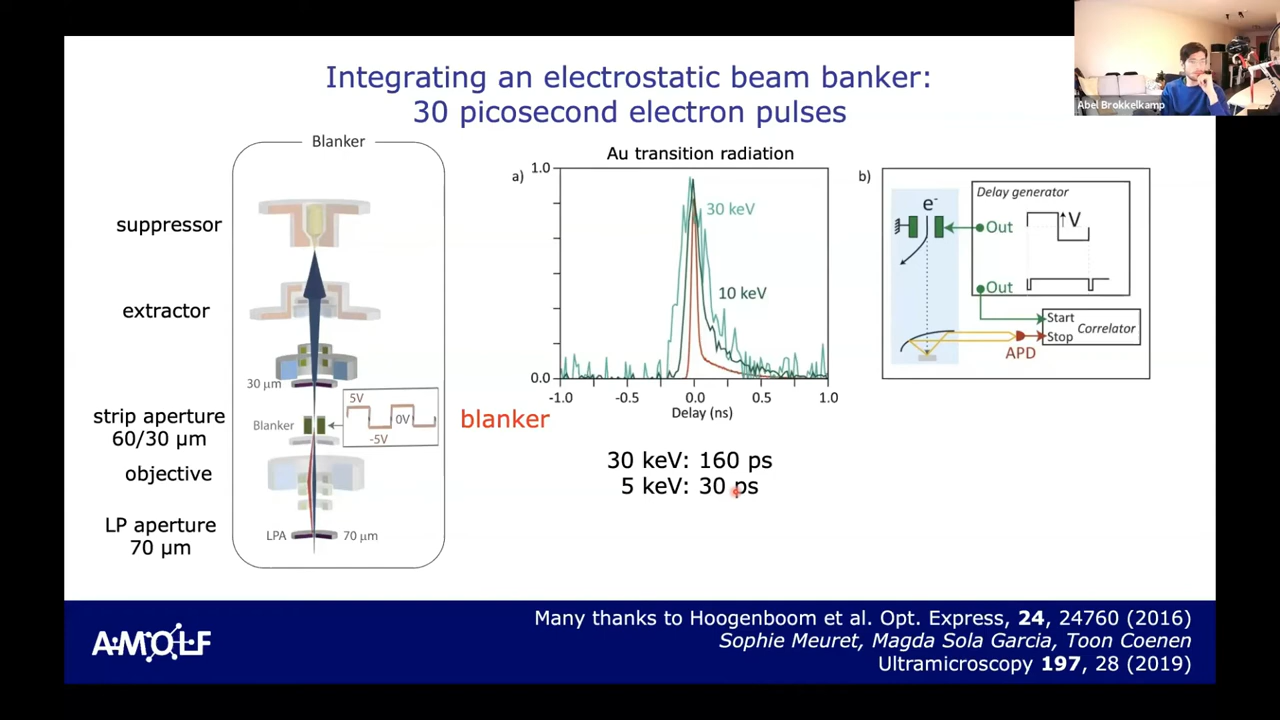 Integrating an electrostatic beam banker:
30 picosecond electron pulses
Abel Brokkelkamp
Blanker
suppressor
extractor
30 µm
strip aperture
60/30 µm
Blanker
5V
0V
-5V
objective
LP aperture
70 µm
LPA
70 µm
blanker
Au transition radiation
a)
1.0
0.0
30 keV
10 keV
-1.0
-0.5
0.0
0.5
1.0
Delay (ns)
30 keV: 160 ps
5 keV: 30 ps
b)
e-
Delay generator
V
Out
Out
Start
Stop
Correlator
APD
AMOLF
Many thanks to Hoogenboom et al. Opt. Express, 24, 24760 (2016)
Sophie Meuret, Magda Sola Garcia, Toon Coenen
Ultramicroscopy 197, 28 (2019)